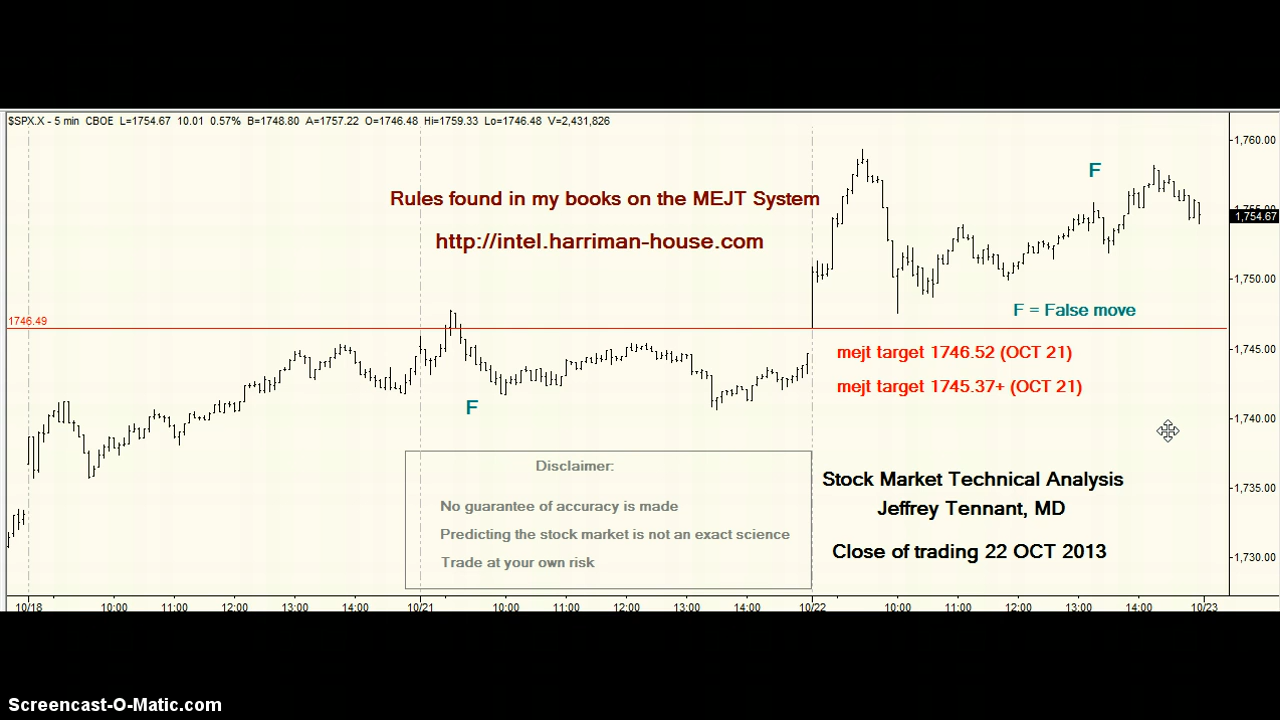 $SPX.X - 5 min CBOE L=1754.67 10.01 0.57% B=1748.80 A=1757.22 O=1746.48 Hi=1759.33 Lo=1746.48 V=2,431,826
1,760.00
F
Rules found in my books on the MEJT System
1,754.67
http://intel.harriman-house.com
1,750.00
F = False move
1746.49
1,745.00
mejt target 1746.52 (OCT 21)
mejt target 1745.37+ (OCT 21)
F
1,740.00
Disclaimer:
No guarantee of accuracy is made
Predicting the stock market is not an exact science
Trade at your own risk
Stock Market Technical Analysis
1,735.00
Jeffrey Tennant, MD
Close of trading 22 OCT 2013
1,730.00
10/18 10:00 11:00 12:00 13:00 14:00 10/21 10:00 11:00 12:00 13:00 14:00 10/22 10:00 11:00 12:00 13:00 14:00 10/23
Screencast-O-Matic.com